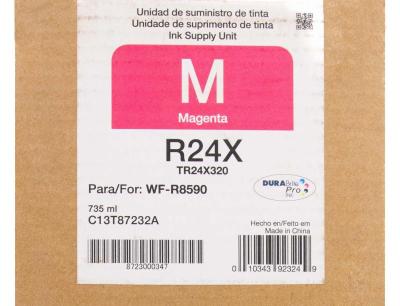 Unidad de suministro de tinta
Unidade de suprimento de tinta
Ink Supply Unit
M
Magenta
R24X
TR24X320
Para/For: WF-R8590
DURABrite
Pro
INK
735 ml
C13T87232A
Hecho en/Feito em
Made in China
8723000347
0 10343 92324 9